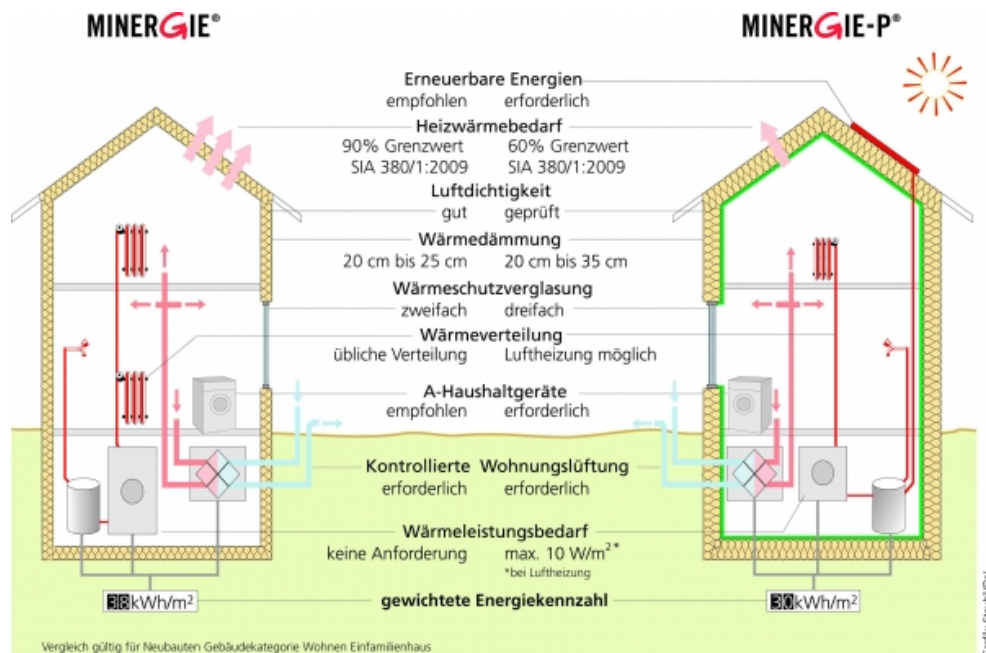 MINERGIE®
MINERGIE-P®
Erneuerbare Energien
empfohlen erforderlich
Heizwärmebedarf
90% Grenzwert 60% Grenzwert
SIA 380/1:2009 SIA 380/1:2009
Luftdichtigkeit
gut geprüft
Wärmedämmung
20 cm bis 25 cm 20 cm bis 35 cm
Wärmeschutzverglasung
zweifach dreifach
Wärmeverteilung
übliche Verteilung Luftheizung möglich
A-Haushaltgeräte
empfohlen erforderlich
Kontrollierte Wohnungslüftung
erforderlich erforderlich
Wärmeleistungsbedarf
keine Anforderung max. 10 W/m²*
*bei Luftheizung
38kWh/m² gewichtete Energiekennzahl 30kWh/m²
Vergleich gültig für Neubauten Gebäudekategorie Wohnen Einfamilienhaus